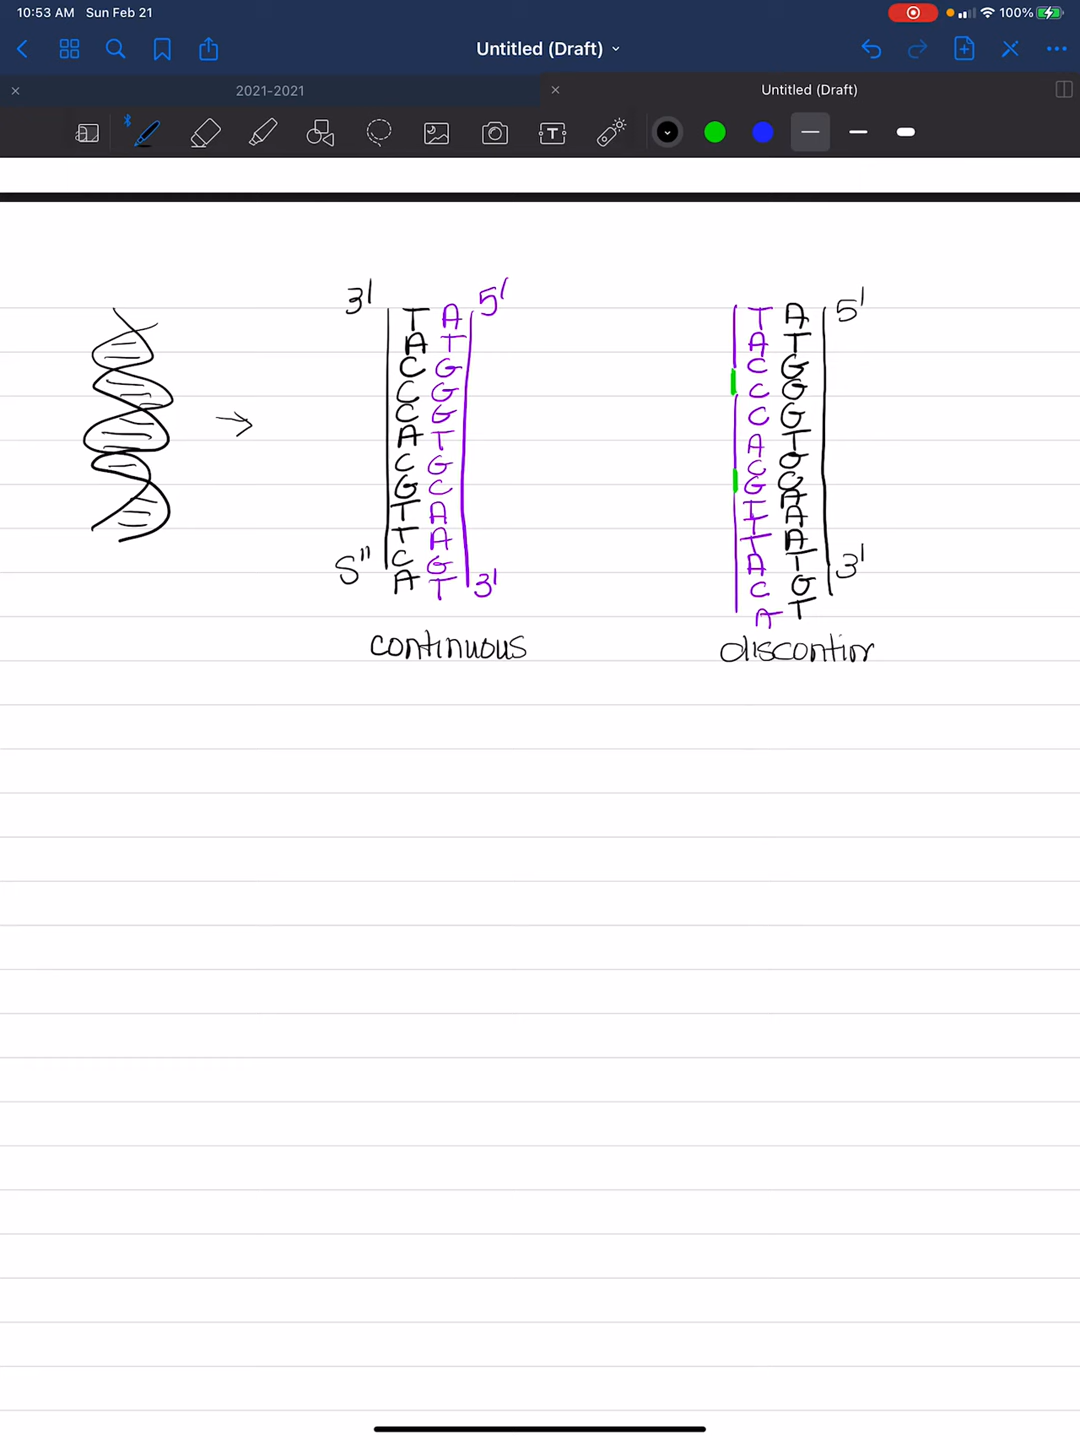 10:53 AM Sun Feb 21
100%
Untitled (Draft)
2021-2021
Untitled (Draft)
3' 5' 5'
T A T A
A T A T
C G C G
C G C G
C G C G
A T A T
C G C G
G C G C
T A T A
T A T A
C G T A
A T A T
C G
A T
5" 3' 3'
continuous
discontin